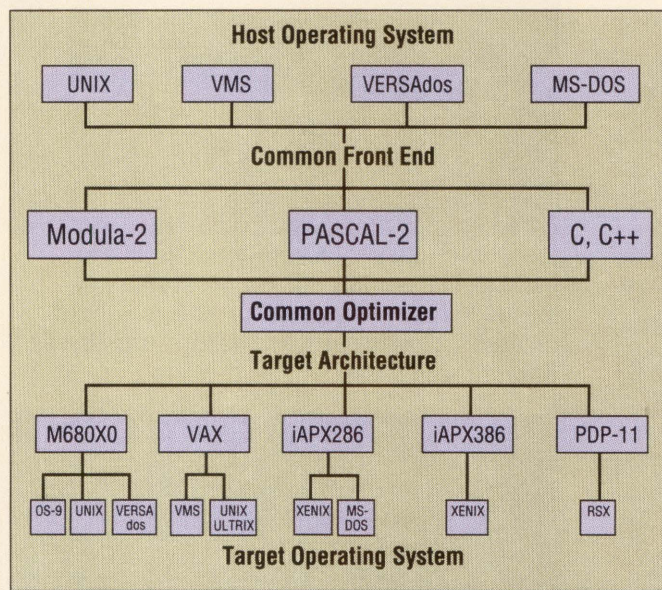 Host Operating System
UNIX VMS VERSAdos MS-DOS
Common Front End
Modula-2 PASCAL-2 C, C++
Common Optimizer
Target Architecture
M680X0 VAX iAPX286 iAPX386 PDP-11
OS-9 UNIX VERSA dos VMS UNIX ULTRIX XENIX MS-DOS XENIX RSX
Target Operating System